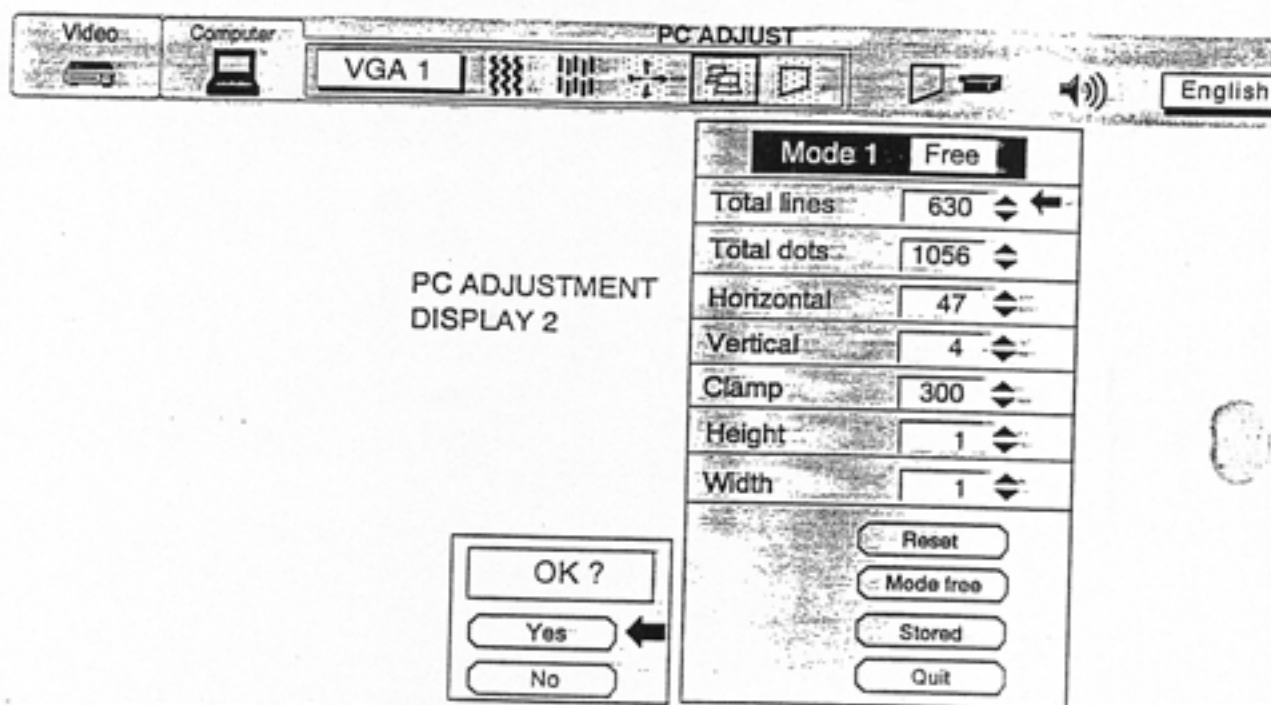 PC ADJUST
Video
Computer
VGA 1
English
Mode 1 Free
Total lines 630
Total dots 1056
Horizontal 47
Vertical 4
Clamp 300
Height 1
Width 1
Reset
Mode free
Stored
Quit
PC ADJUSTMENT
DISPLAY 2
OK ?
Yes
No